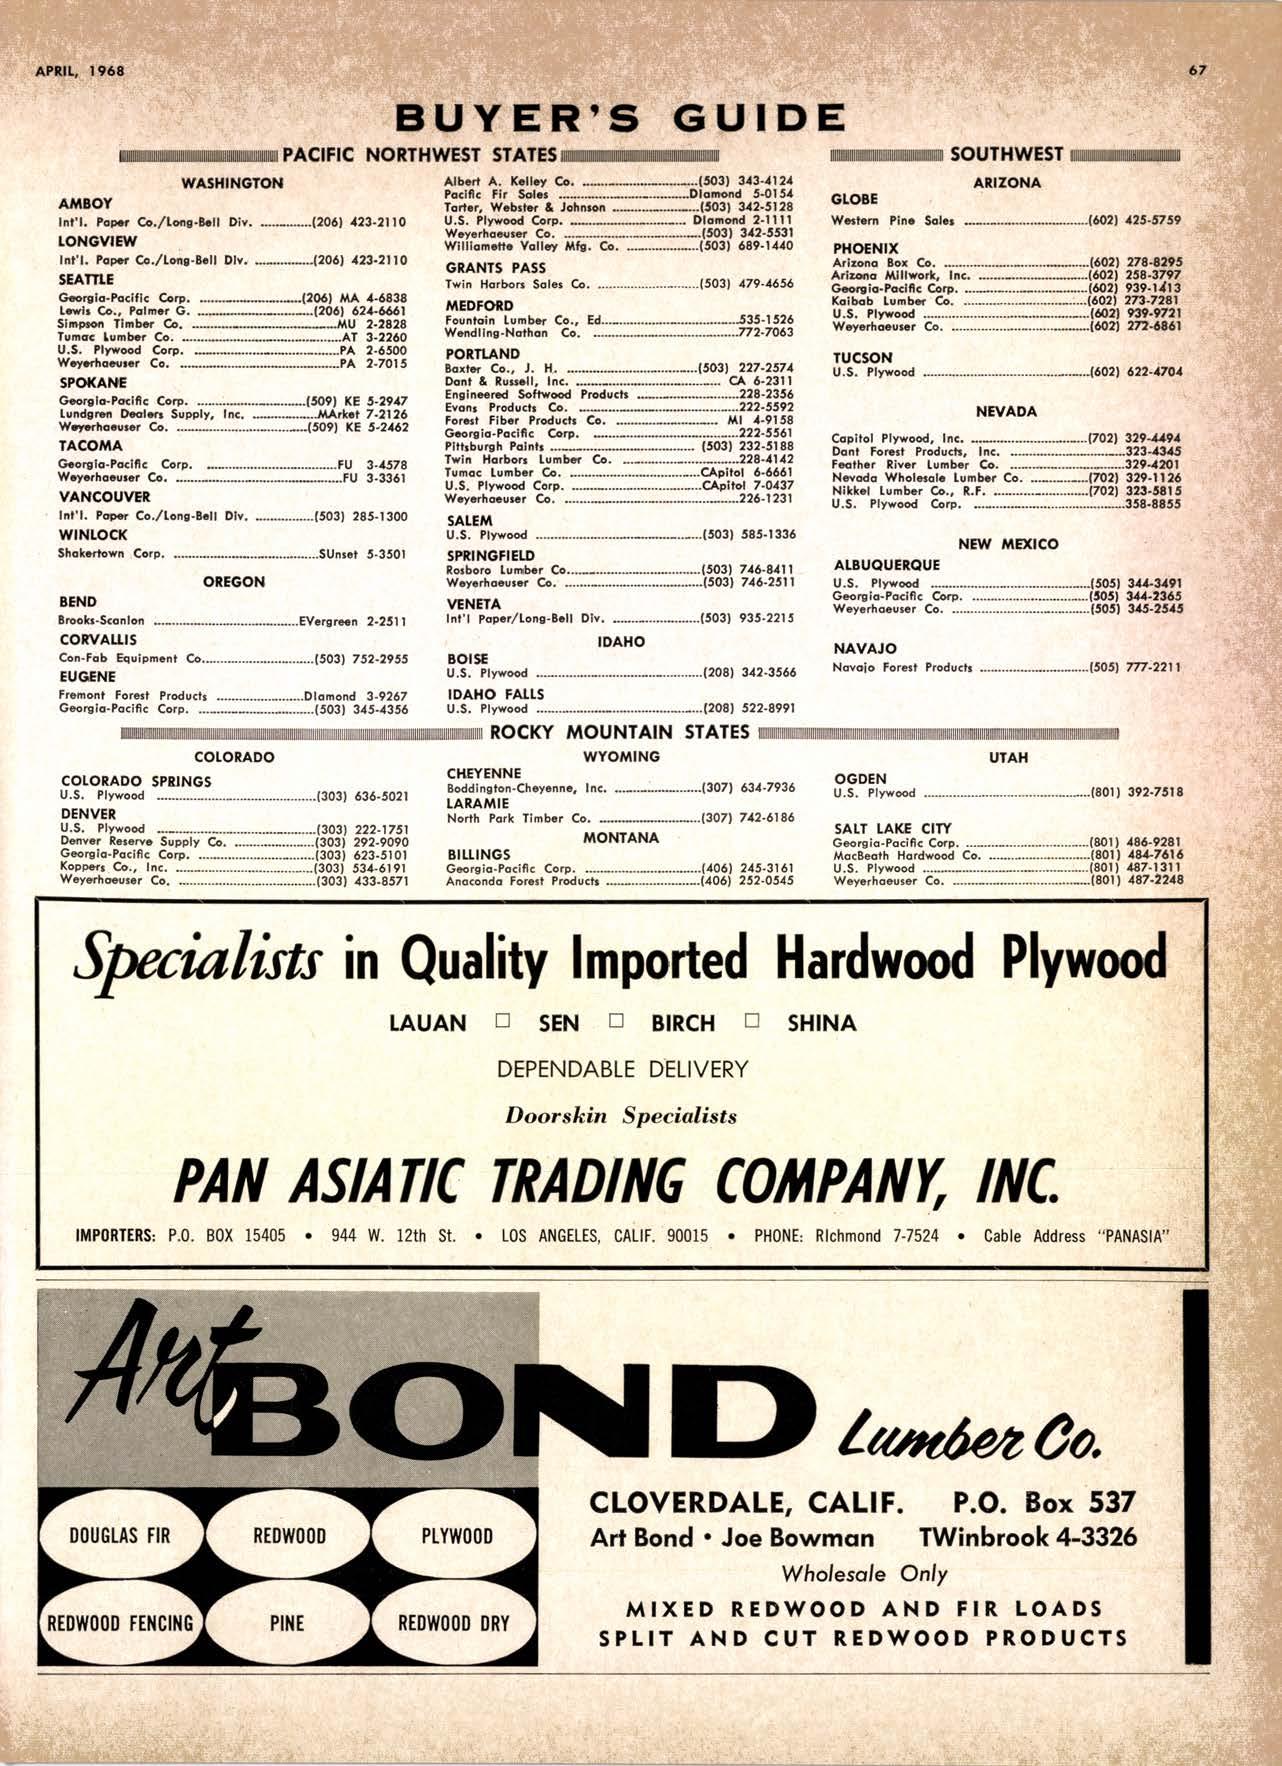 APRIL, 1968
67
BUYER'S GUIDE
PACIFIC NORTHWEST STATES
WASHINGTON
AMBOY
Int'l. Paper Co./Long-Bell Div. (206) 423-2110
LONGVIEW
Int'l. Paper Co./Long-Bell Div. (206) 423-2110
SEATTLE
Georgia-Pacific Corp. (206) MA 4-6838
Lewis Co., Palmer G. (206) 624-6661
Simpson Timber Co. MU 2-2828
Tumac Lumber Co. AT 3-2260
U.S. Plywood Corp. PA 2-6500
Weyerhaeuser Co. PA 2-7015
SPOKANE
Georgia-Pacific Corp. (509) KE 5-2947
Lundgren Dealers Supply, Inc. MArket 7-2126
Weyerhaeuser Co. (509) KE 5-2462
TACOMA
Georgia-Pacific Corp. FU 3-4578
Weyerhaeuser Co. FU 3-3361
VANCOUVER
Int'l. Paper Co./Long-Bell Div. (503) 285-1300
WINLOCK
Shakertown Corp. SUnset 5-3501
OREGON
BEND
Brooks-Scanlon EVergreen 2-2511
CORVALLIS
Con-Fab Equipment Co. (503) 752-2955
EUGENE
Fremont Forest Products DIamond 3-9267
Georgia-Pacific Corp. (503) 345-4356
Albert A. Kelley Co. (503) 343-4124
Pacific Fir Sales DIamond 5-0154
Tarter, Webster & Johnson (503) 342-5128
U.S. Plywood Corp. DIamond 2-1111
Weyerhaeuser Co. (503) 342-5531
Williamette Valley Mfg. Co. (503) 689-1440
GRANTS PASS
Twin Harbors Sales Co. (503) 479-4656
MEDFORD
Fountain Lumber Co., Ed. 535-1526
Wendling-Nathan Co. 772-7063
PORTLAND
Baxter Co., J. H. (503) 227-2574
Dant & Russell, Inc. CA 6-2311
Engineered Softwood Products 228-2356
Evans Products Co. 222-5592
Forest Fiber Products Co. MI 4-9158
Georgia-Pacific Corp. 222-5561
Pittsburgh Paints (503) 232-5188
Twin Harbors Lumber Co. 228-4142
Tumac Lumber Co. CApitol 6-6661
U.S. Plywood Corp. CApitol 7-0437
Weyerhaeuser Co. 226-1231
SALEM
U.S. Plywood (503) 585-1336
SPRINGFIELD
Rosboro Lumber Co. (503) 746-8411
Weyerhaeuser Co. (503) 746-2511
VENETA
Int'l Paper/Long-Bell Div. (503) 935-2215
IDAHO
BOISE
U.S. Plywood (208) 342-3566
IDAHO FALLS
U.S. Plywood (208) 522-8991
SOUTHWEST
ARIZONA
GLOBE
Western Pine Sales (602) 425-5759
PHOENIX
Arizona Box Co. (602) 278-8295
Arizona Millwork, Inc. (602) 258-3797
Georgia-Pacific Corp. (602) 939-1413
Kaibab Lumber Co. (602) 273-7281
U.S. Plywood (602) 939-9721
Weyerhaeuser Co. (602) 272-6861
TUCSON
U.S. Plywood (602) 622-4704
NEVADA
Capitol Plywood, Inc. (702) 329-4494
Dant Forest Products, Inc. 323-4345
Feather River Lumber Co. 329-4201
Nevada Wholesale Lumber Co. (702) 329-1126
Nikkel Lumber Co., R.F. (702) 323-5815
U.S. Plywood Corp. 358-8855
NEW MEXICO
ALBUQUERQUE
U.S. Plywood (505) 344-3491
Georgia-Pacific Corp. (505) 344-2365
Weyerhaeuser Co. (505) 345-2545
NAVAJO
Navajo Forest Products (505) 777-2211
ROCKY MOUNTAIN STATES
COLORADO
COLORADO SPRINGS
U.S. Plywood (303) 636-5021
DENVER
U.S. Plywood (303) 222-1751
Denver Reserve Supply Co. (303) 292-9090
Georgia-Pacific Corp. (303) 623-5101
Koppers Co., Inc. (303) 534-6191
Weyerhaeuser Co. (303) 433-8571
WYOMING
CHEYENNE
Boddington-Cheyenne, Inc. (307) 634-7936
LARAMIE
North Park Timber Co. (307) 742-6186
MONTANA
BILLINGS
Georgia-Pacific Corp. (406) 245-3161
Anaconda Forest Products (406) 252-0545
UTAH
OGDEN
U.S. Plywood (801) 392-7518
SALT LAKE CITY
Georgia-Pacific Corp. (801) 486-9281
MacBeath Hardwood Co. (801) 484-7616
U.S. Plywood (801) 487-1311
Weyerhaeuser Co. (801) 487-2248
Specialists in Quality Imported Hardwood Plywood
LAUAN □ SEN □ BIRCH □ SHINA
DEPENDABLE DELIVERY
Doorskin Specialists
PAN ASIATIC TRADING COMPANY, INC.
IMPORTERS: P.O. BOX 15405 • 944 W. 12th St. • LOS ANGELES, CALIF. 90015 • PHONE: RIchmond 7-7524 • Cable Address "PANASIA"
Art BOND Lumber Co.
DOUGLAS FIR REDWOOD PLYWOOD
REDWOOD FENCING PINE REDWOOD DRY
CLOVERDALE, CALIF. P.O. Box 537
Art Bond • Joe Bowman TWinbrook 4-3326
Wholesale Only
MIXED REDWOOD AND FIR LOADS
SPLIT AND CUT REDWOOD PRODUCTS